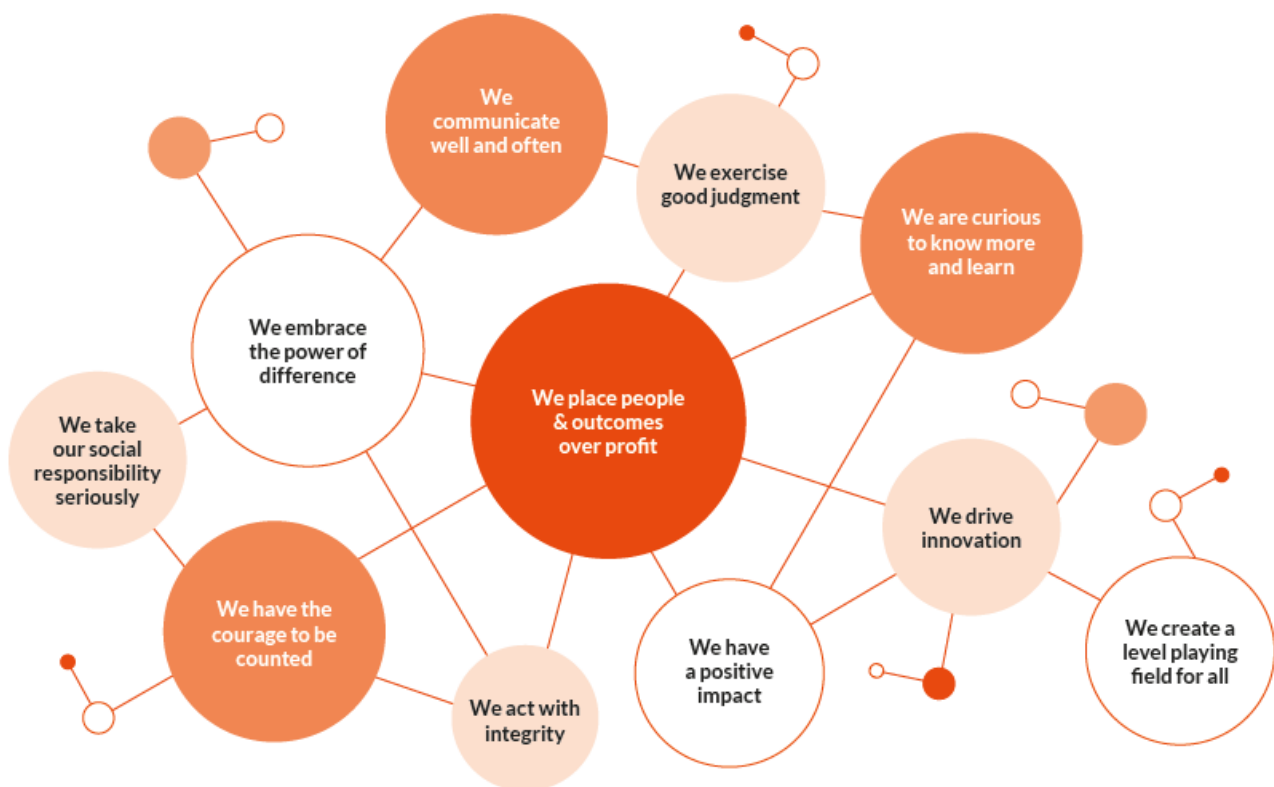 We
communicate
well and often
We exercise
good judgment
We are curious
to know more
and learn
We embrace
the power of
difference
We place people
& outcomes
over profit
We take
our social
responsibility
seriously
We drive
innovation
We have the
courage to be
counted
We have
a positive
impact
We create a
level playing
field for all
We act with
integrity